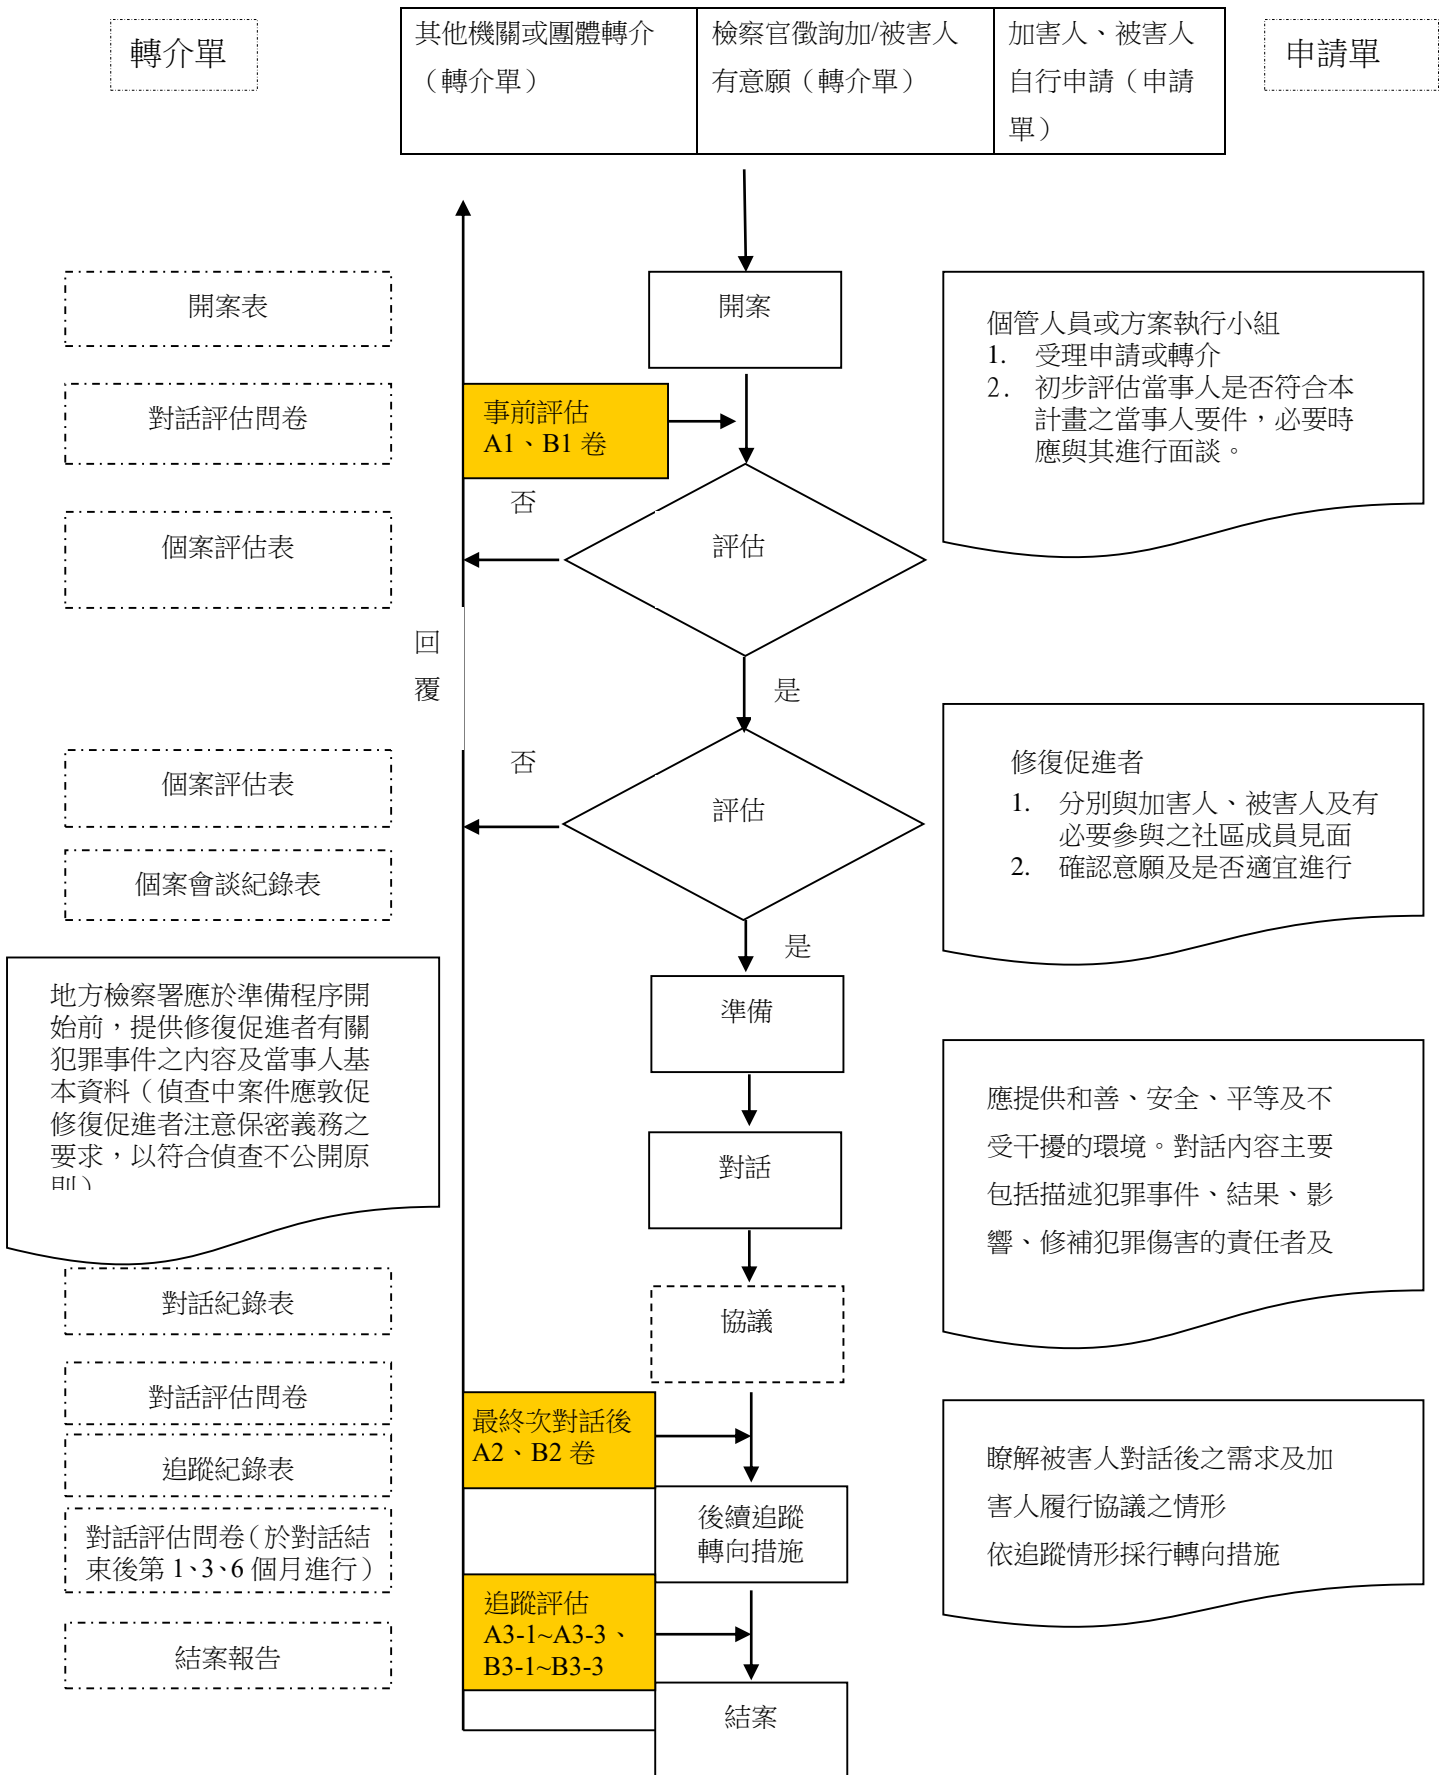 轉介單
其他機關或團體轉介
（轉介單）
檢察官徵詢加/被害人
有意願（轉介單）
加害人、被害人
自行申請（申請
單）
申請單
開案表
開案
個管人員或方案執行小組
1. 受理申請或轉介
2. 初步評估當事人是否符合本
計畫之當事人要件，必要時
應與其進行面談。
對話評估問卷
事前評估
A1、B1 卷
否
個案評估表
評估
回
覆
是
個案評估表
否
評估
修復促進者
1. 分別與加害人、被害人及有
必要參與之社區成員見面
2. 確認意願及是否適宜進行
個案會談紀錄表
是
地方檢察署應於準備程序開
始前，提供修復促進者有關
犯罪事件之內容及當事人基
本資料（偵查中案件應敦促
修復促進者注意保密義務之
要求，以符合偵查不公開原
則）
準備
對話
應提供和善、安全、平等及不
受干擾的環境。對話內容主要
包括描述犯罪事件、結果、影
響、修補犯罪傷害的責任者及
對話紀錄表
協議
對話評估問卷
最終次對話後
A2、B2 卷
追蹤紀錄表
瞭解被害人對話後之需求及加
害人履行協議之情形
依追蹤情形採行轉向措施
對話評估問卷（於對話結
束後第 1、3、6 個月進行）
後續追蹤
轉向措施
追蹤評估
A3-1~A3-3、
B3-1~B3-3
結案報告
結案